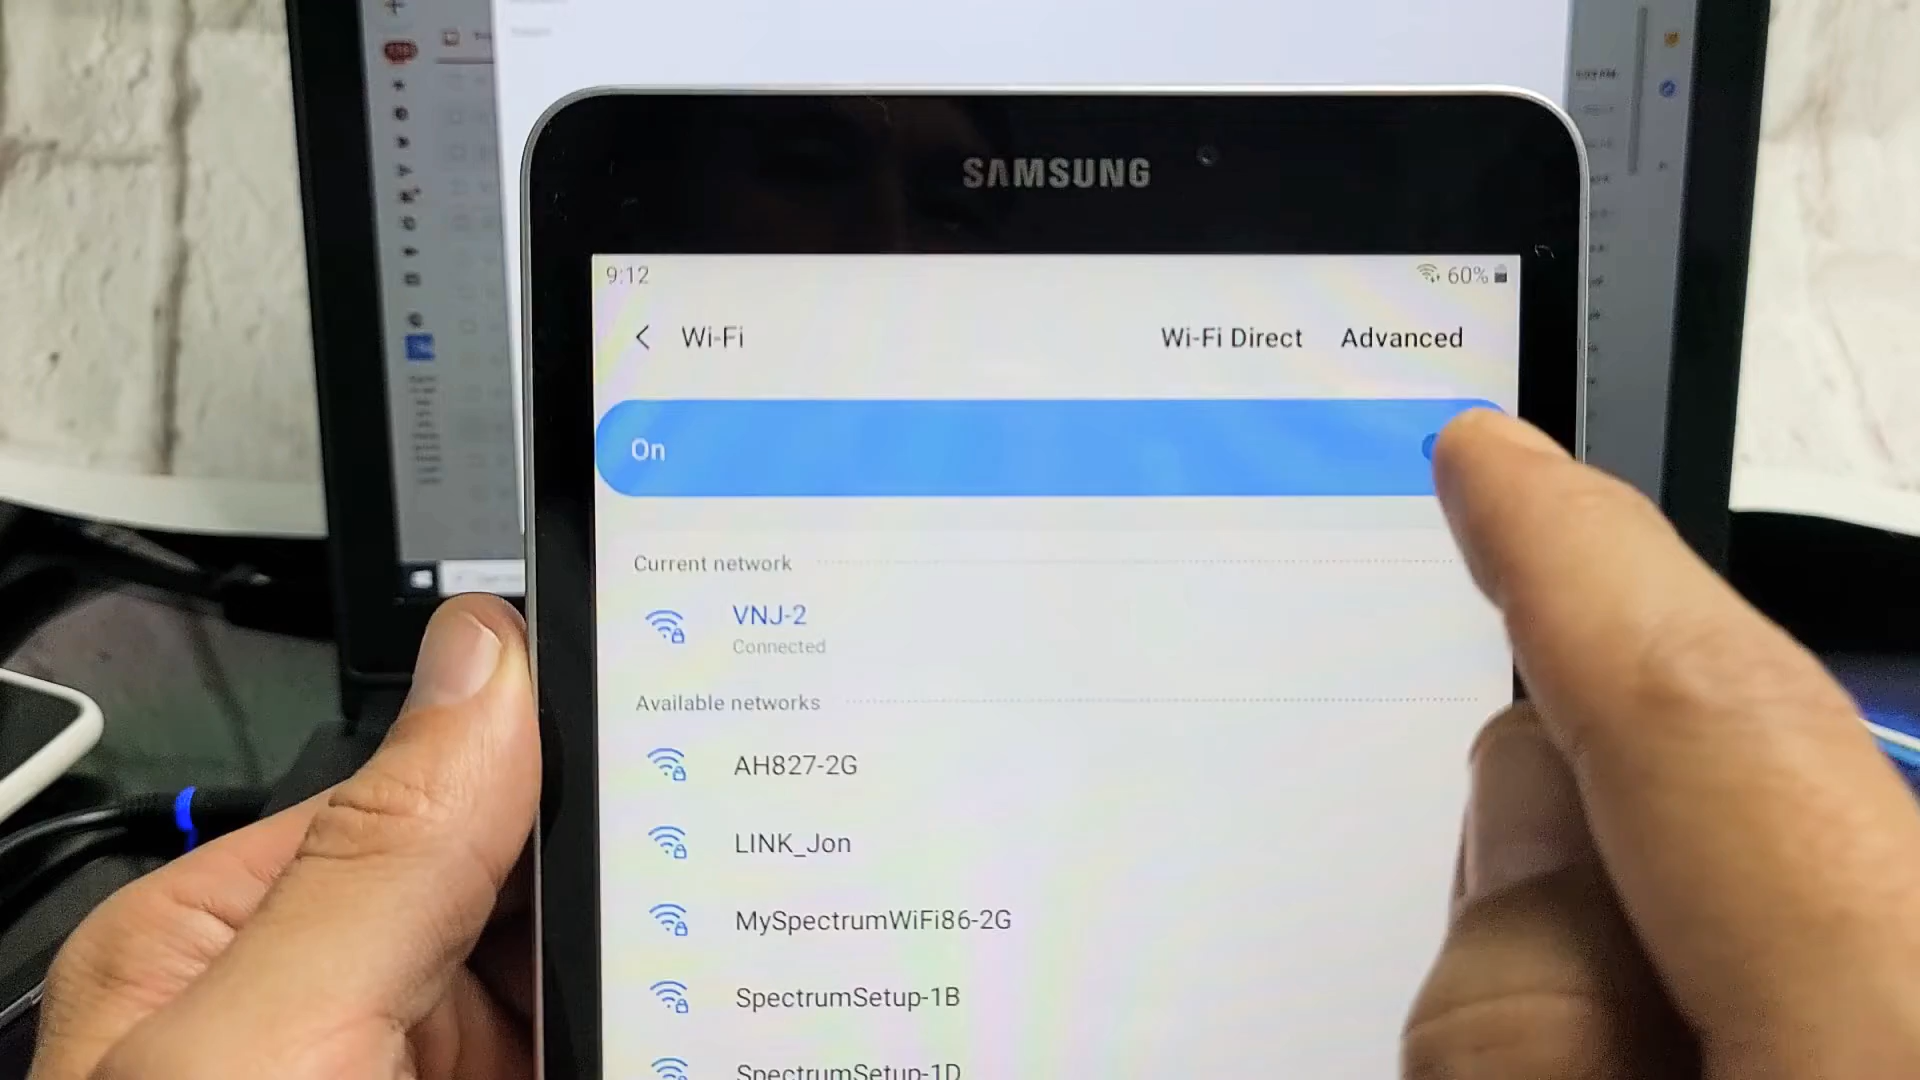 SAMSUNG
9:12 60%
Wi-Fi Wi-Fi Direct Advanced
On
Current network
VNJ-2
Connected
Available networks
AH827-2G
LINK_Jon
MySpectrumWiFi86-2G
SpectrumSetup-1B
SpectrumSetup-1D